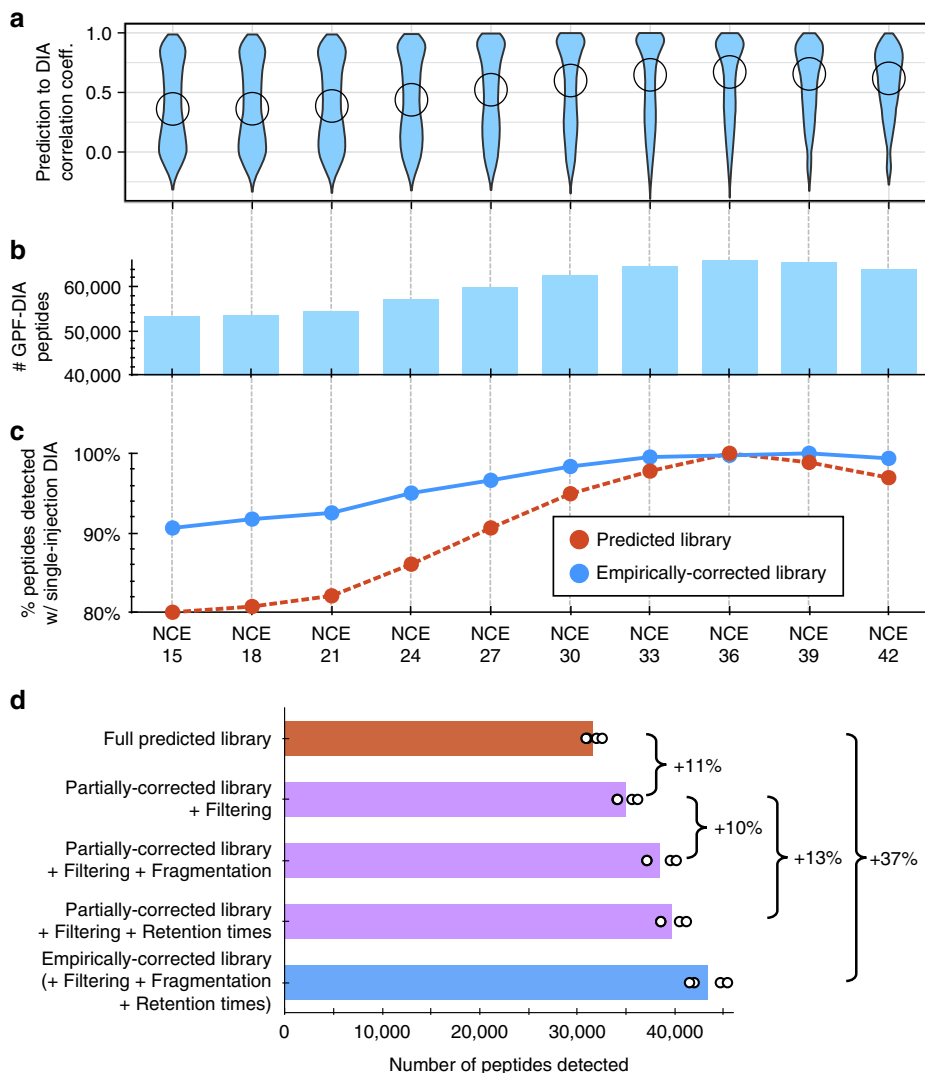 a
Prediction to DIA
correlation coeff.
1.0
0.5
0.0
b
# GPF-DIA
peptides
60,000
50,000
40,000
c
% peptides detected
w/ single-injection DIA
100%
90%
80%
Predicted library
Empirically-corrected library
NCE NCE NCE NCE NCE NCE NCE NCE NCE NCE
15 18 21 24 27 30 33 36 39 42
d
Full predicted library
Partially-corrected library
+ Filtering
Partially-corrected library
+ Filtering + Fragmentation
Partially-corrected library
+ Filtering + Retention times
Empirically-corrected library
(+ Filtering + Fragmentation
+ Retention times)
+11%
+10%
+13%
+37%
0 10,000 20,000 30,000 40,000
Number of peptides detected